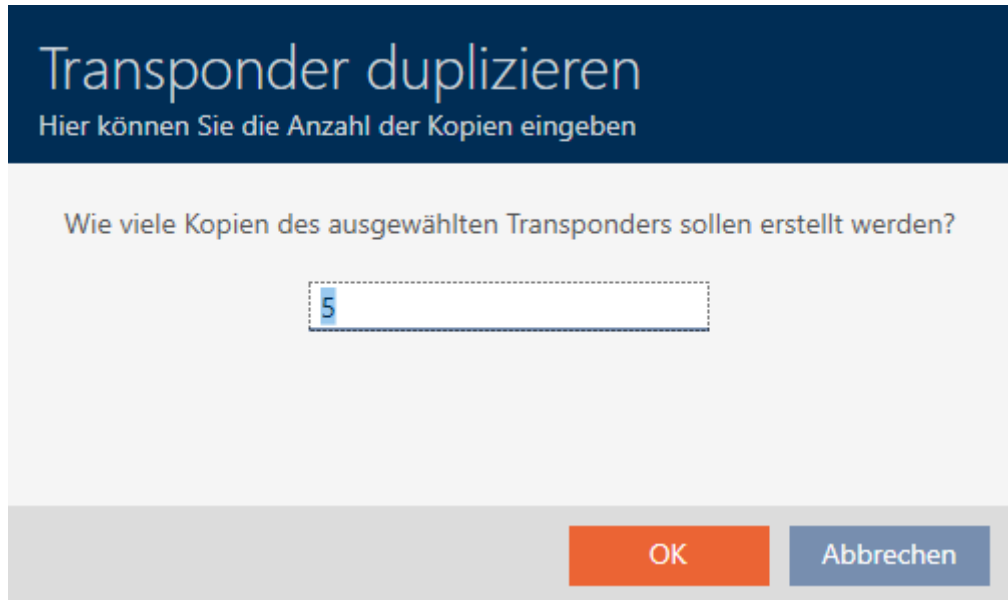 Transponder duplizieren
Hier können Sie die Anzahl der Kopien eingeben
Wie viele Kopien des ausgewählten Transponders sollen erstellt werden?
5
OK
Abbrechen